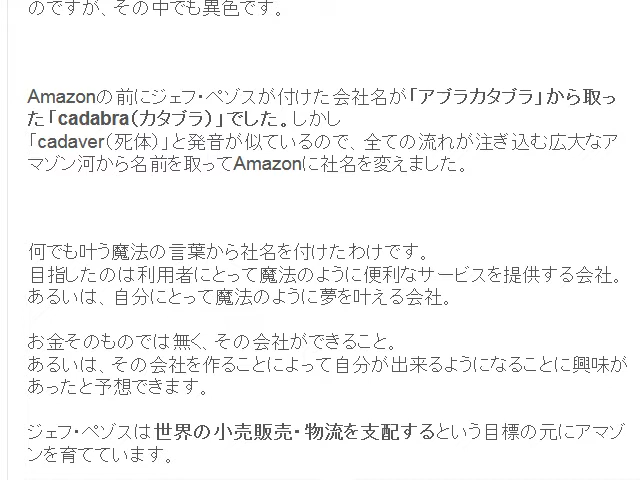 のですが、その中でも異色です。
Amazonの前にジェフ・ペゾスが付けた会社名が「アブラカタブラ」から取っ
た「cadabra（カタブラ）」でした。しかし
「cadaver（死体）」と発音が似ているので、全ての流れが注ぎ込む広大なア
マゾン河から名前を取ってAmazonに社名を変えました。
何でも叶う魔法の言葉から社名を付けたわけです。
目指したのは利用者にとって魔法のように便利なサービスを提供する会社。
あるいは、自分にとって魔法のように夢を叶える会社。
お金そのものでは無く、その会社ができること。
あるいは、その会社を作ることによって自分が出来るようになることに興味が
あったと予想できます。
ジェフ・ペゾスは世界の小売販売・物流を支配するという目標の元にアマゾ
ンを育てています。